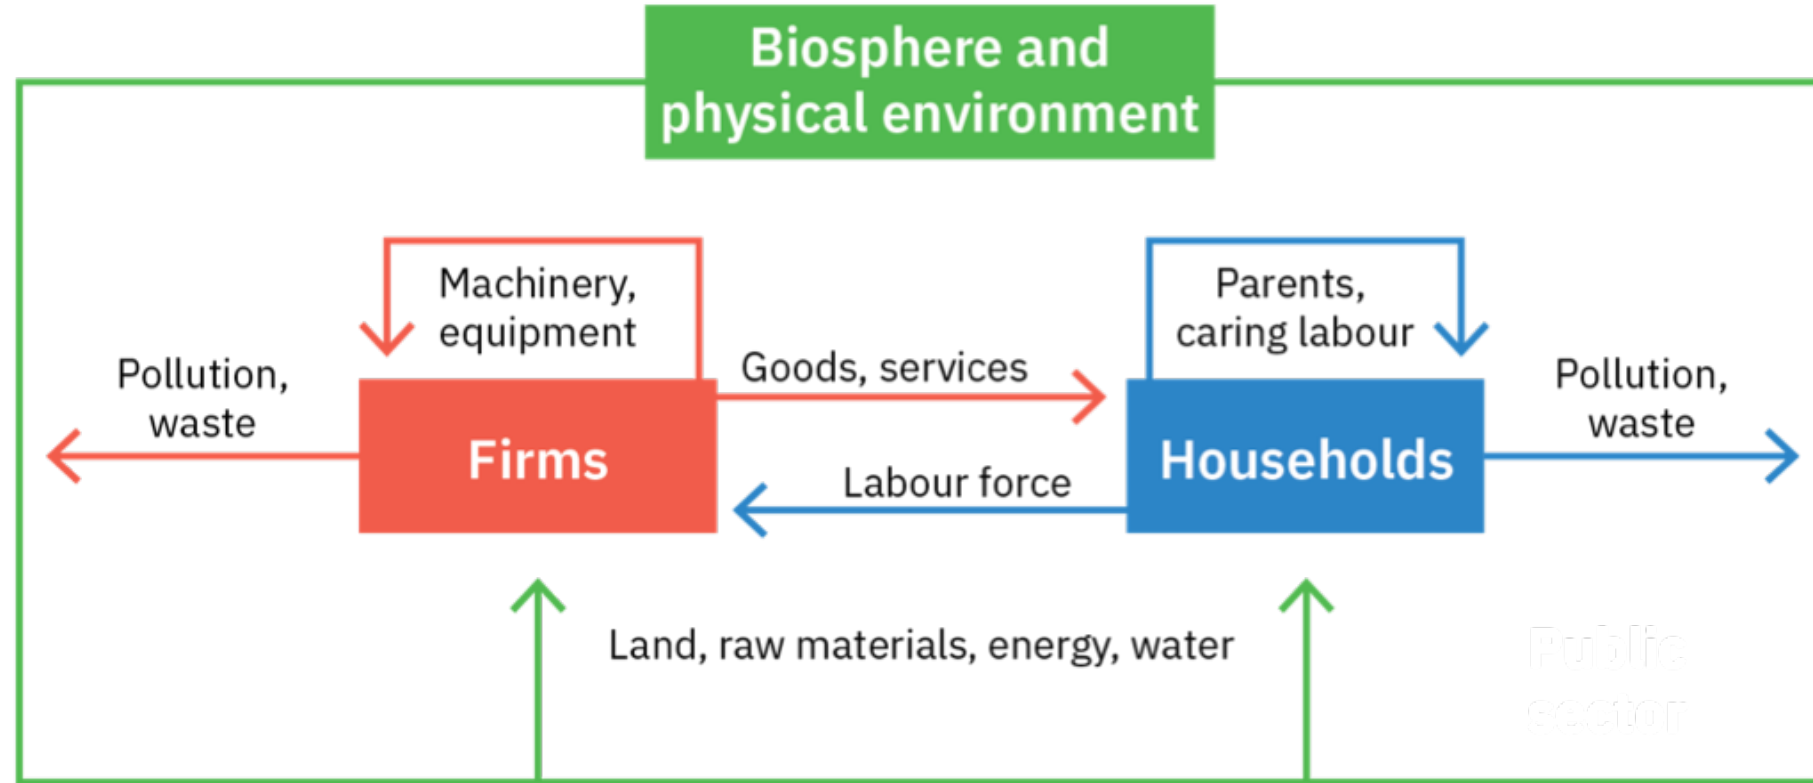 Biosphere and
physical environment
Machinery,
equipment
Parents,
caring labour
Pollution,
waste
Goods, services
Pollution,
waste
Firms
Households
Labour force
Land, raw materials, energy, water
Public
sector